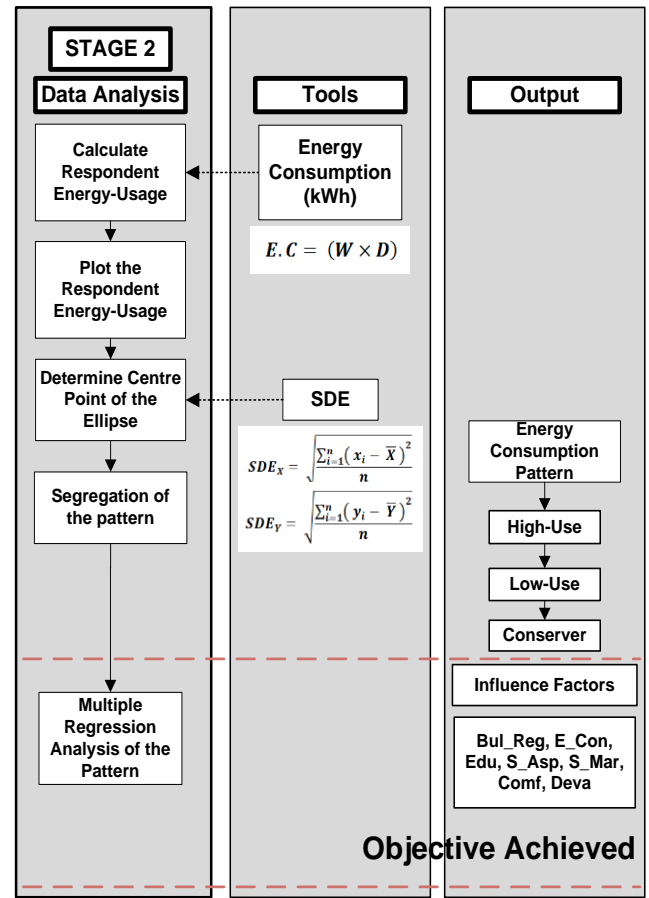 STAGE 2
Data Analysis
Calculate
Respondent
Energy-Usage
Plot the
Respondent
Energy-Usage
Determine Centre
Point of the
Ellipse
Segregation of
the pattern
Multiple
Regression
Analysis of the
Pattern
Tools
Energy
Consumption
(kWh)
E.C = (W × D)
SDE
SDE_X = √(∑_{i=1}^{n}(x_i − X̅)^2 / n)
SDE_Y = √(∑_{i=1}^{n}(y_i − Y̅)^2 / n)
Output
Energy
Consumption
Pattern
High-Use
Low-Use
Conserver
Influence Factors
Bul_Reg, E_Con,
Edu, S_Asp, S_Mar,
Comf, Deva
Objective Achieved